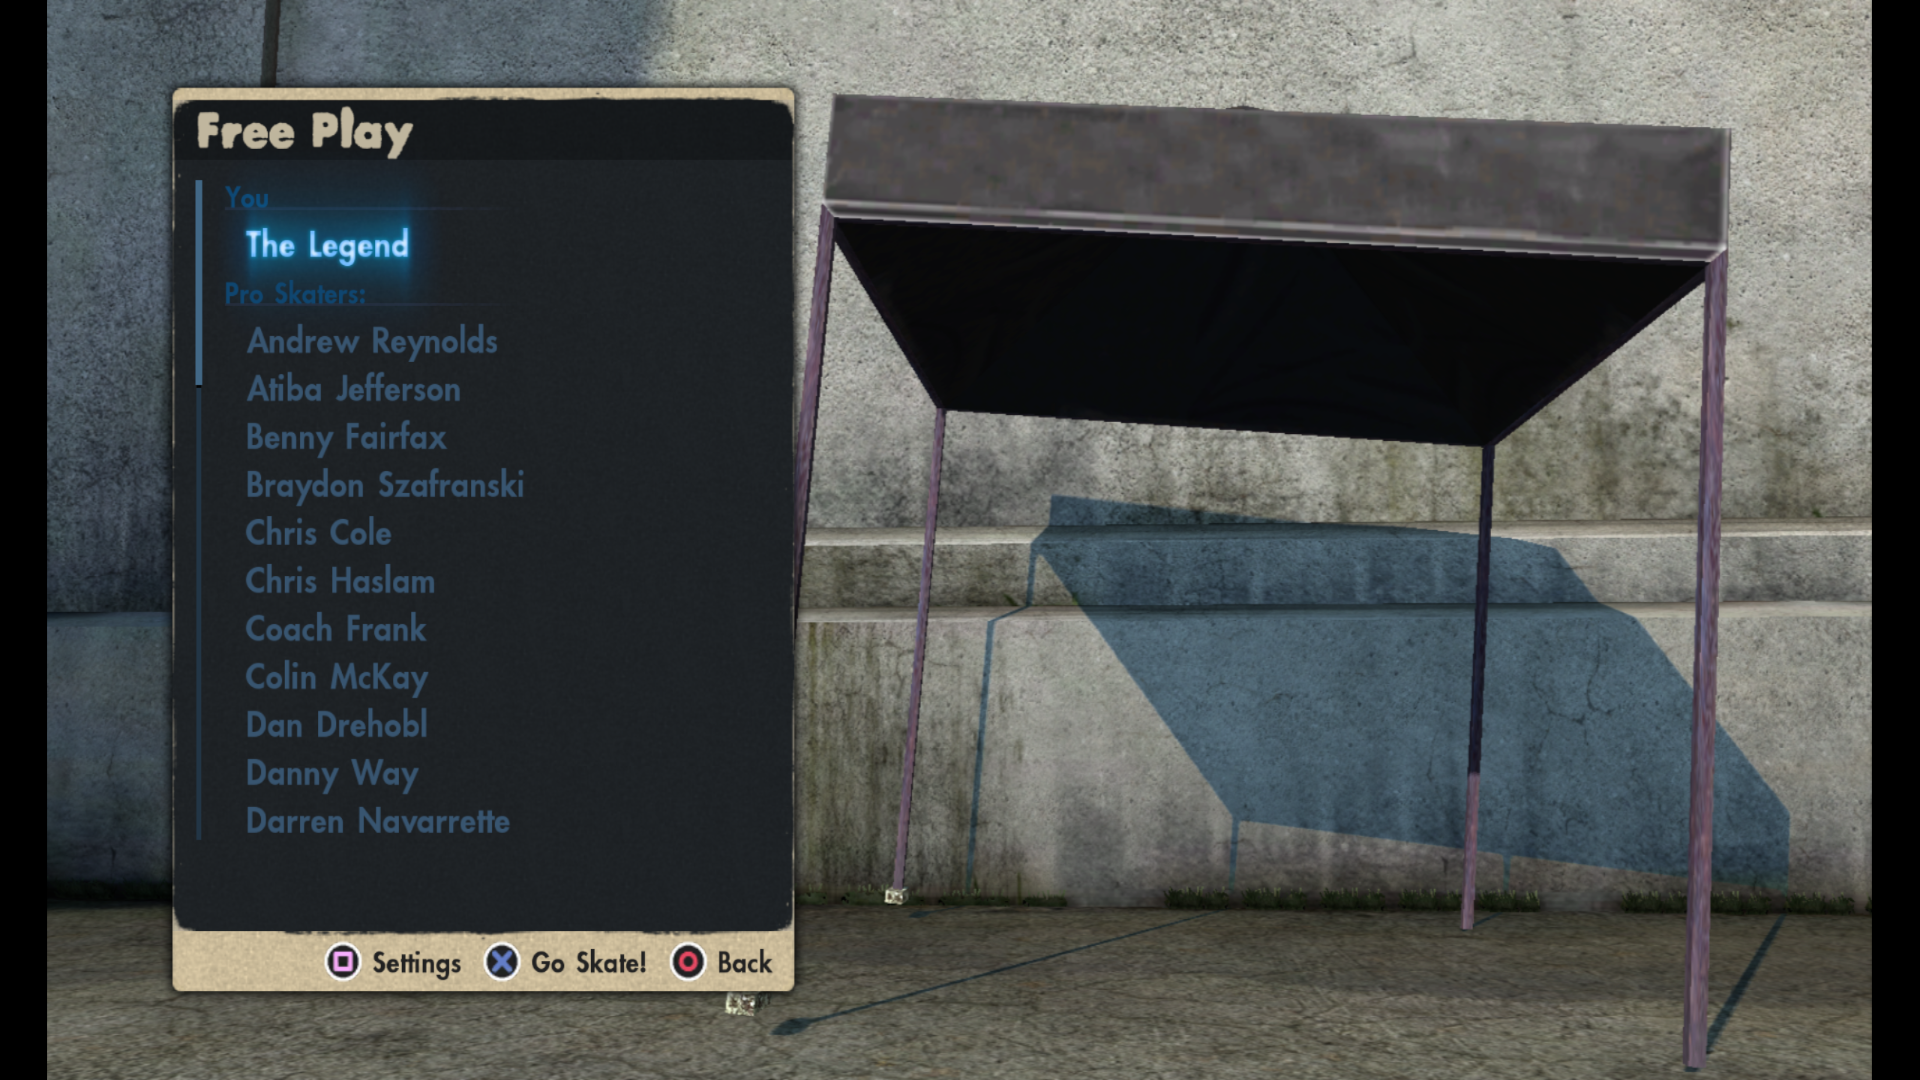 Free Play
You
The Legend
Pro Skaters:
Andrew Reynolds
Atiba Jefferson
Benny Fairfax
Braydon Szafranski
Chris Cole
Chris Haslam
Coach Frank
Colin McKay
Dan Drehobl
Danny Way
Darren Navarrette
Settings Go Skate! Back